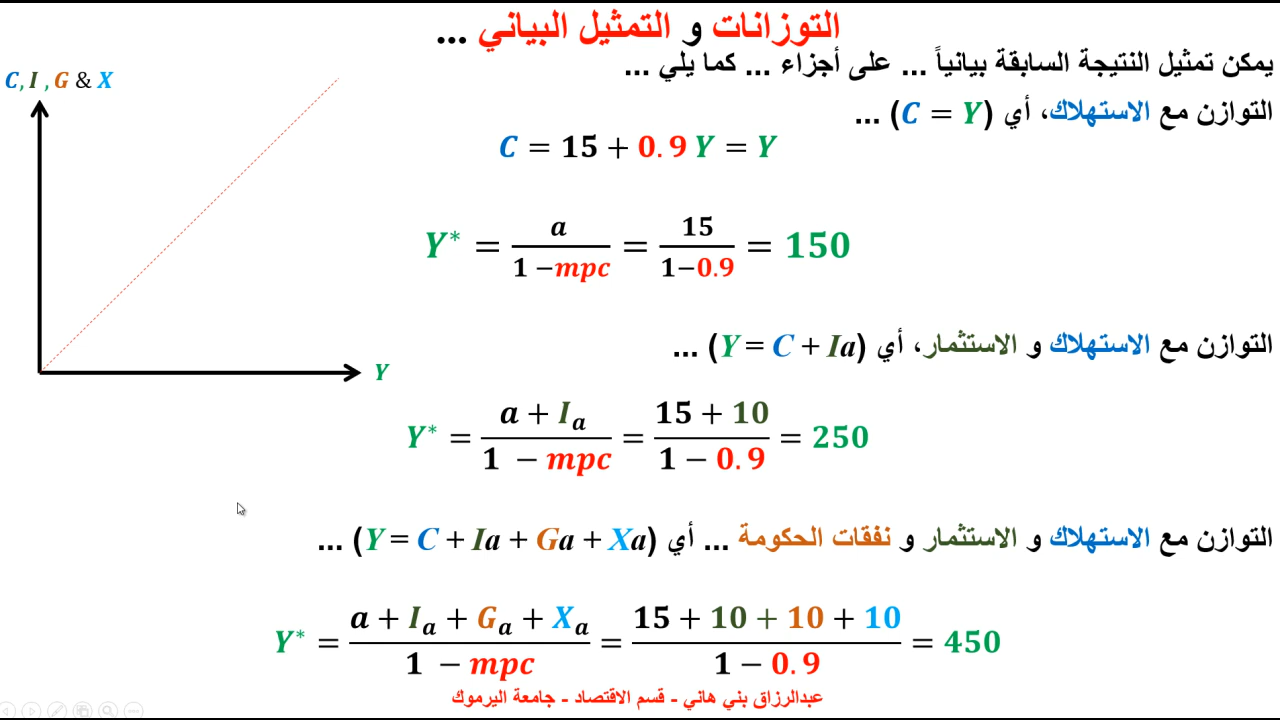 التوزانات و التمثيل البياني ...
يمكن تمثيل النتيجة السابقة بيانياً ... على أجزاء ... كما يلي ...
C, I , G & X
التوازن مع الاستهلاك، أي (C = Y) ...
C = 15 + 0.9 Y = Y
Y* = a / (1 − mpc) = 15 / (1−0.9) = 150
التوازن مع الاستهلاك و الاستثمار، أي (Y = C + Ia) ...
Y
Y* = (a + Iₐ) / (1 − mpc) = (15 + 10) / (1 − 0.9) = 250
التوازن مع الاستهلاك و الاستثمار و نفقات الحكومة ... أي (Y = C + Ia + Ga + Xa) ...
Y* = (a + Iₐ + Gₐ + Xₐ) / (1 − mpc) = (15 + 10 + 10 + 10) / (1 − 0.9) = 450
عبدالرزاق بني هاني - قسم الاقتصاد - جامعة اليرموك